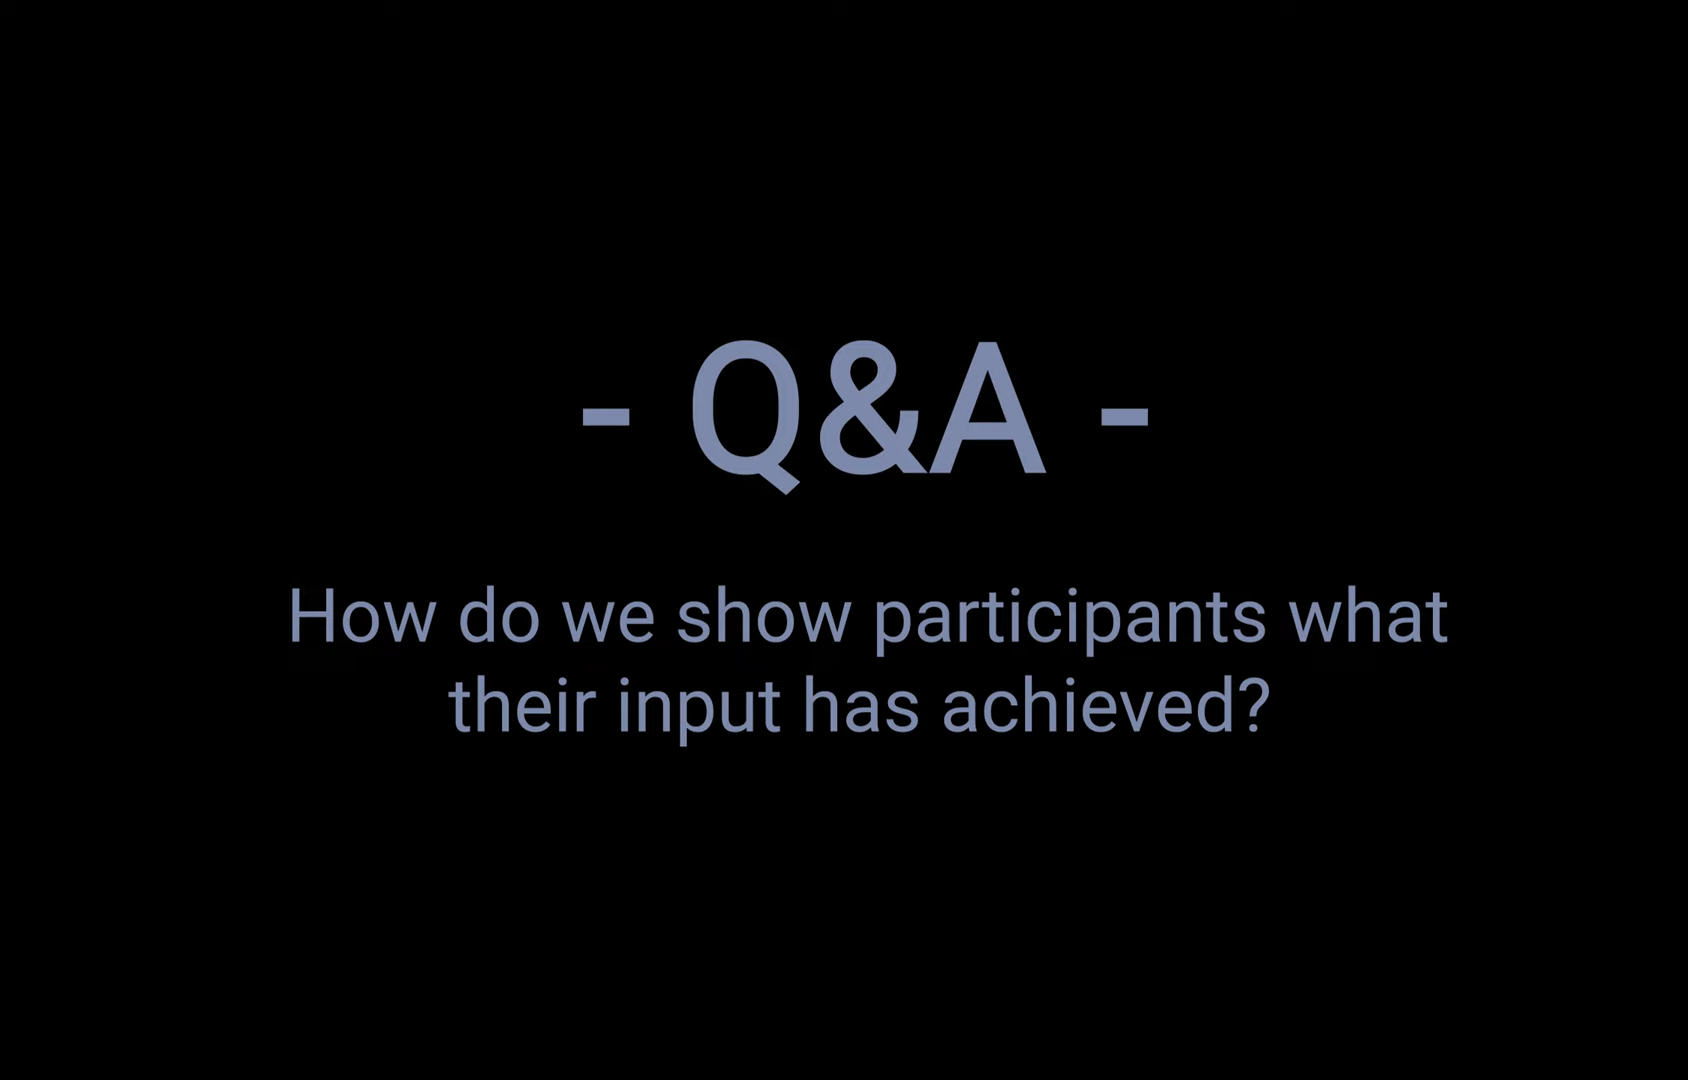 - Q&A -
How do we show participants what
their input has achieved?